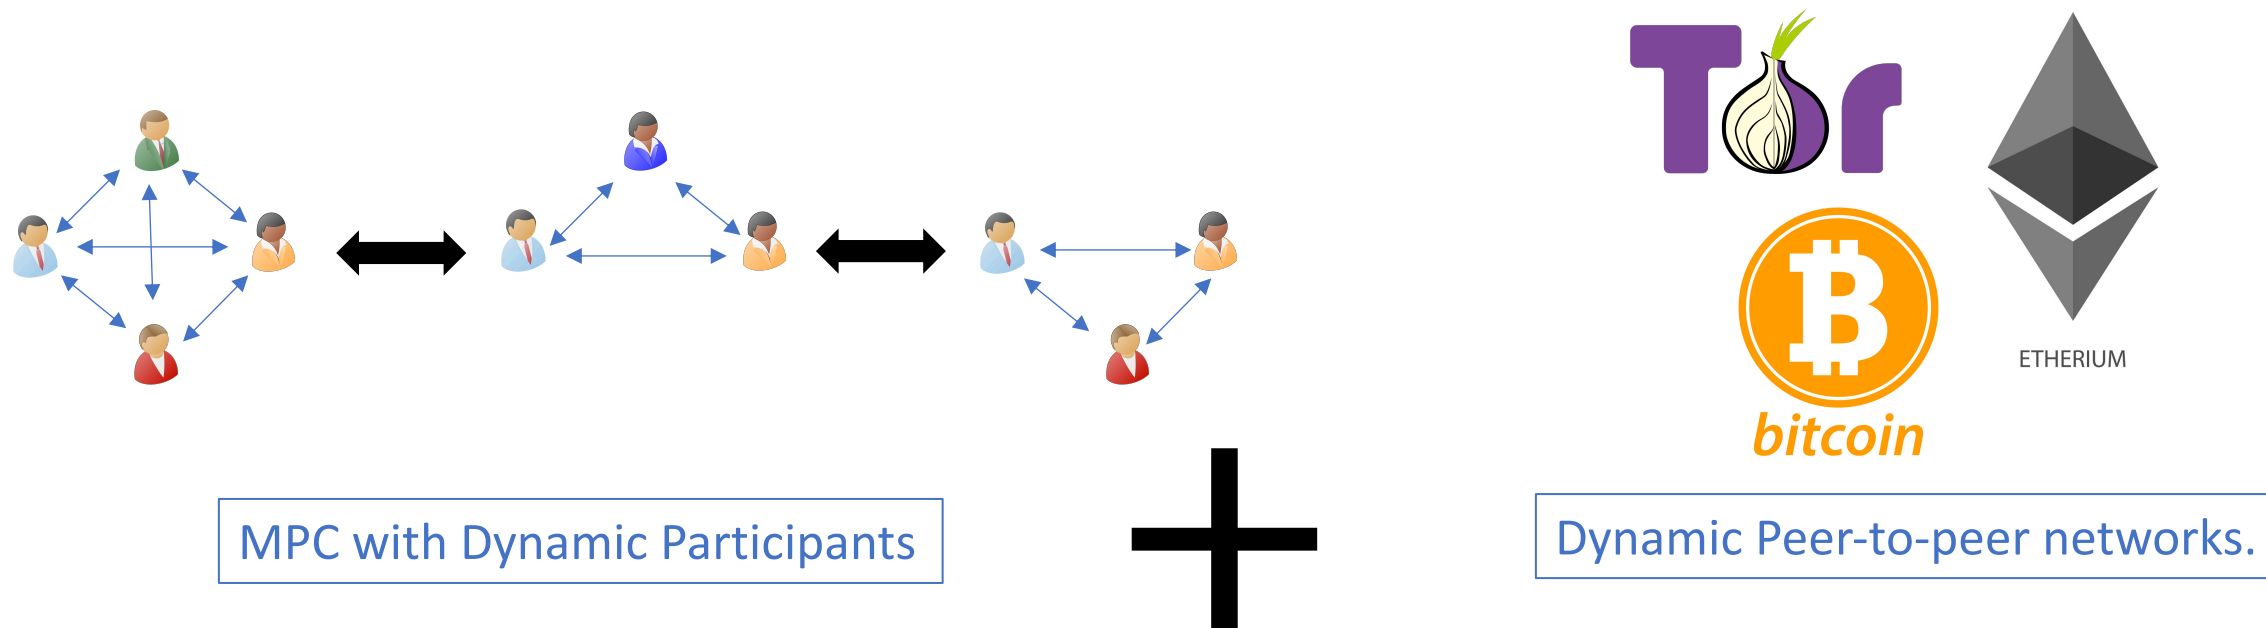 Tor
ETHERIUM
bitcoin
MPC with Dynamic Participants
Dynamic Peer-to-peer networks.